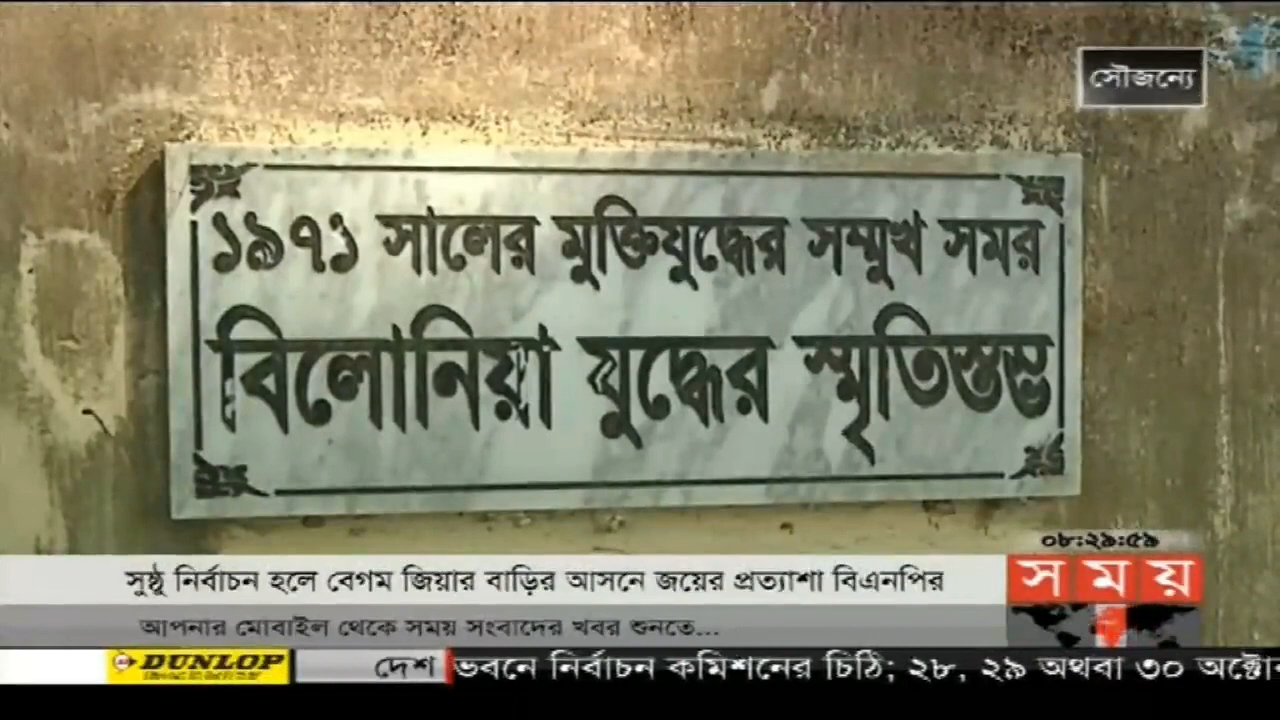 সৌজন্যে
১৯৭১ সালের মুক্তিযুদ্ধের সম্মুখ সমর
বিলোনিয়া যুদ্ধের স্মৃতিস্তম্ভ
০৮:২৯:৫৯
সুষ্ঠু নির্বাচন হলে বেগম জিয়ার বাড়ির আসনে জয়ের প্রত্যাশা বিএনপির
সময়
আপনার মোবাইল থেকে সময় সংবাদের খবর শুনতে...
DUNLOP
দেশ
ভবনে নির্বাচন কমিশনের চিঠি; ২৮, ২৯ অথবা ৩০